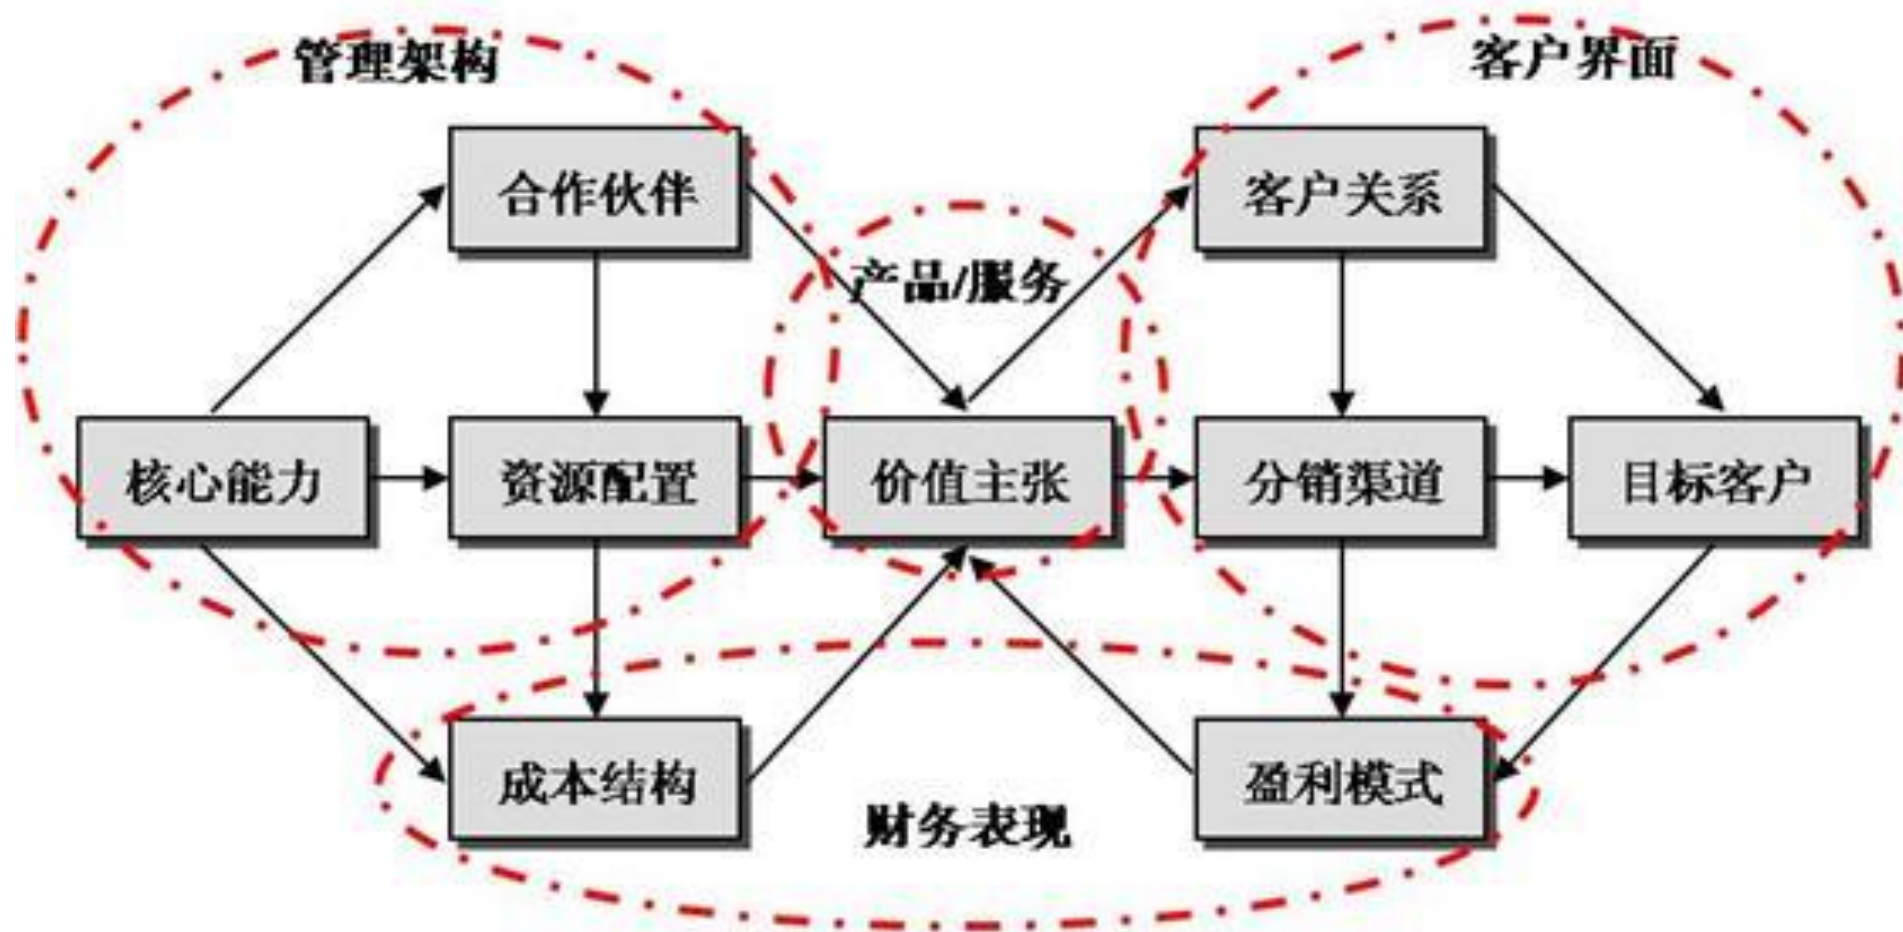 管理架构
客户界面
合作伙伴
客户关系
产品/服务
核心能力
资源配置
价值主张
分销渠道
目标客户
成本结构
盈利模式
财务表现